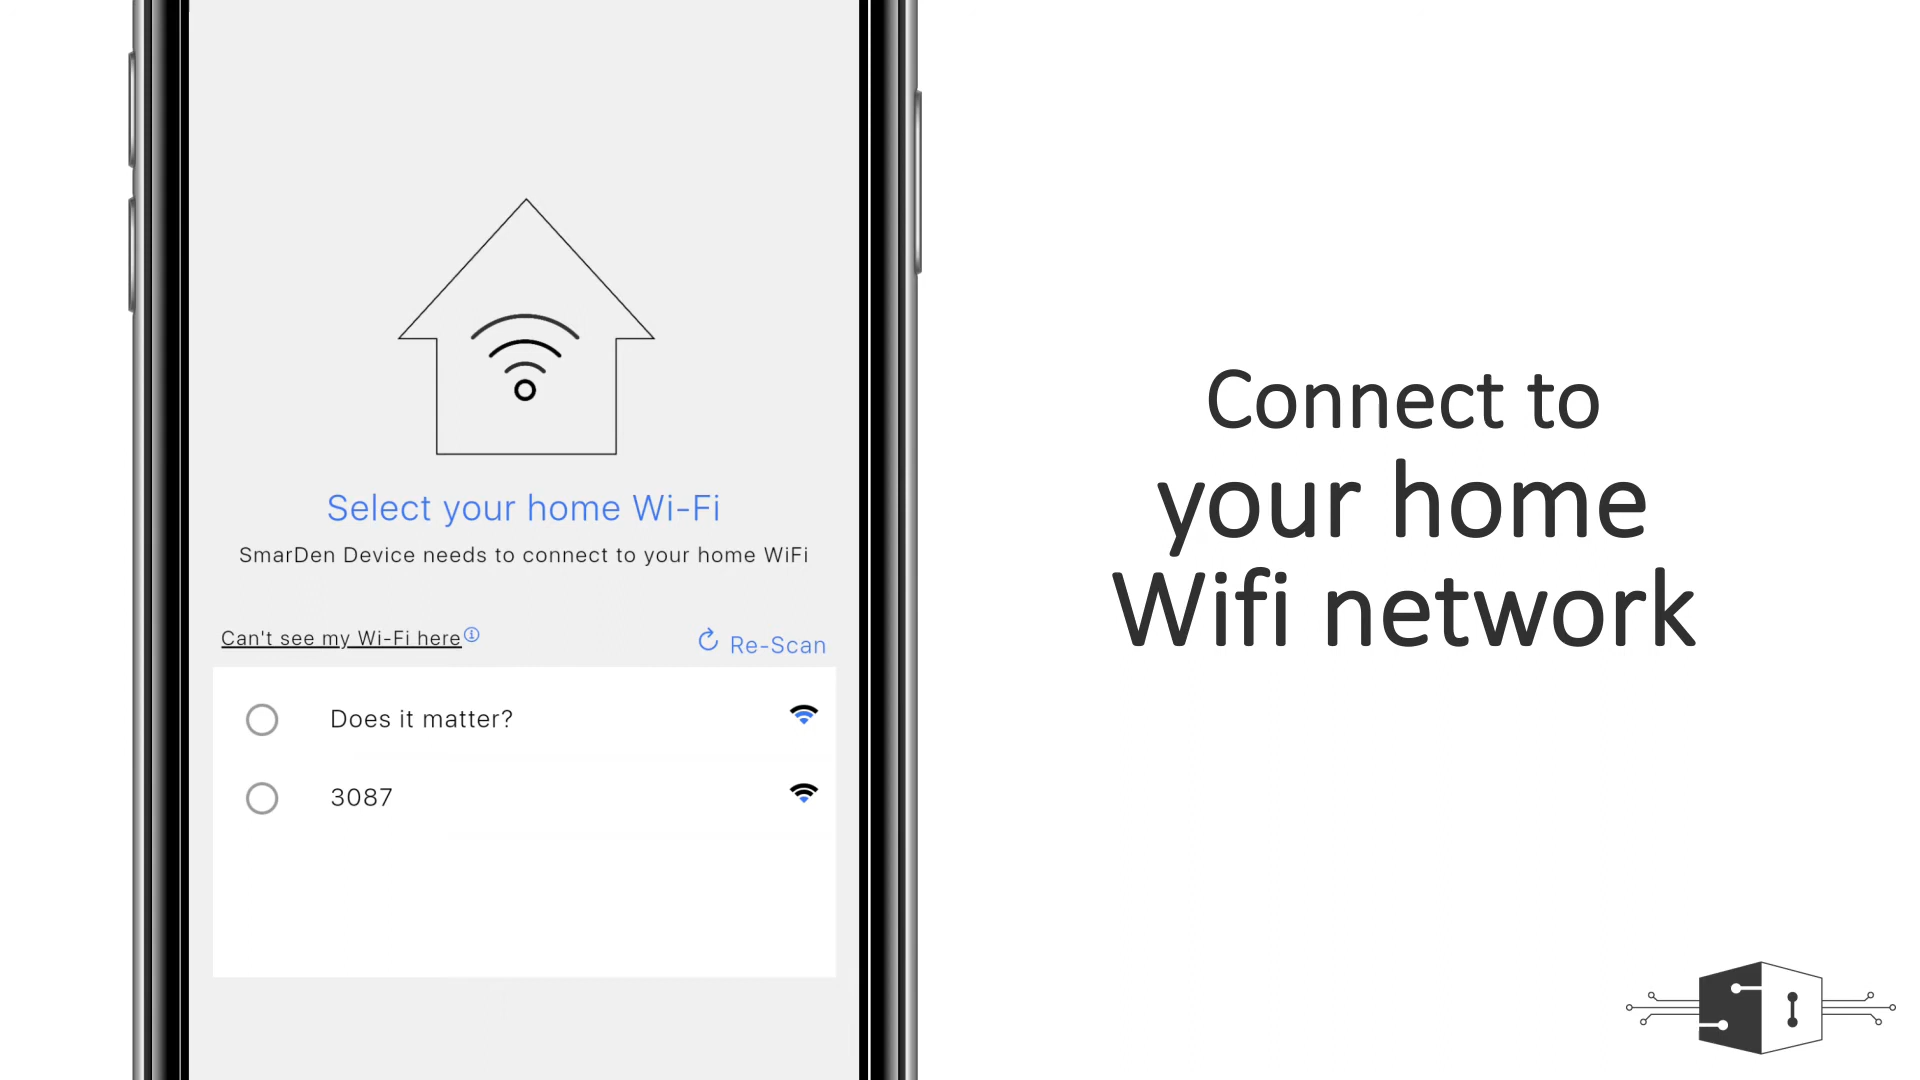 Select your home Wi-Fi
SmarDen Device needs to connect to your home WiFi
Can't see my Wi-Fi here
Re-Scan
Does it matter?
3087
Connect to
your home
Wifi network